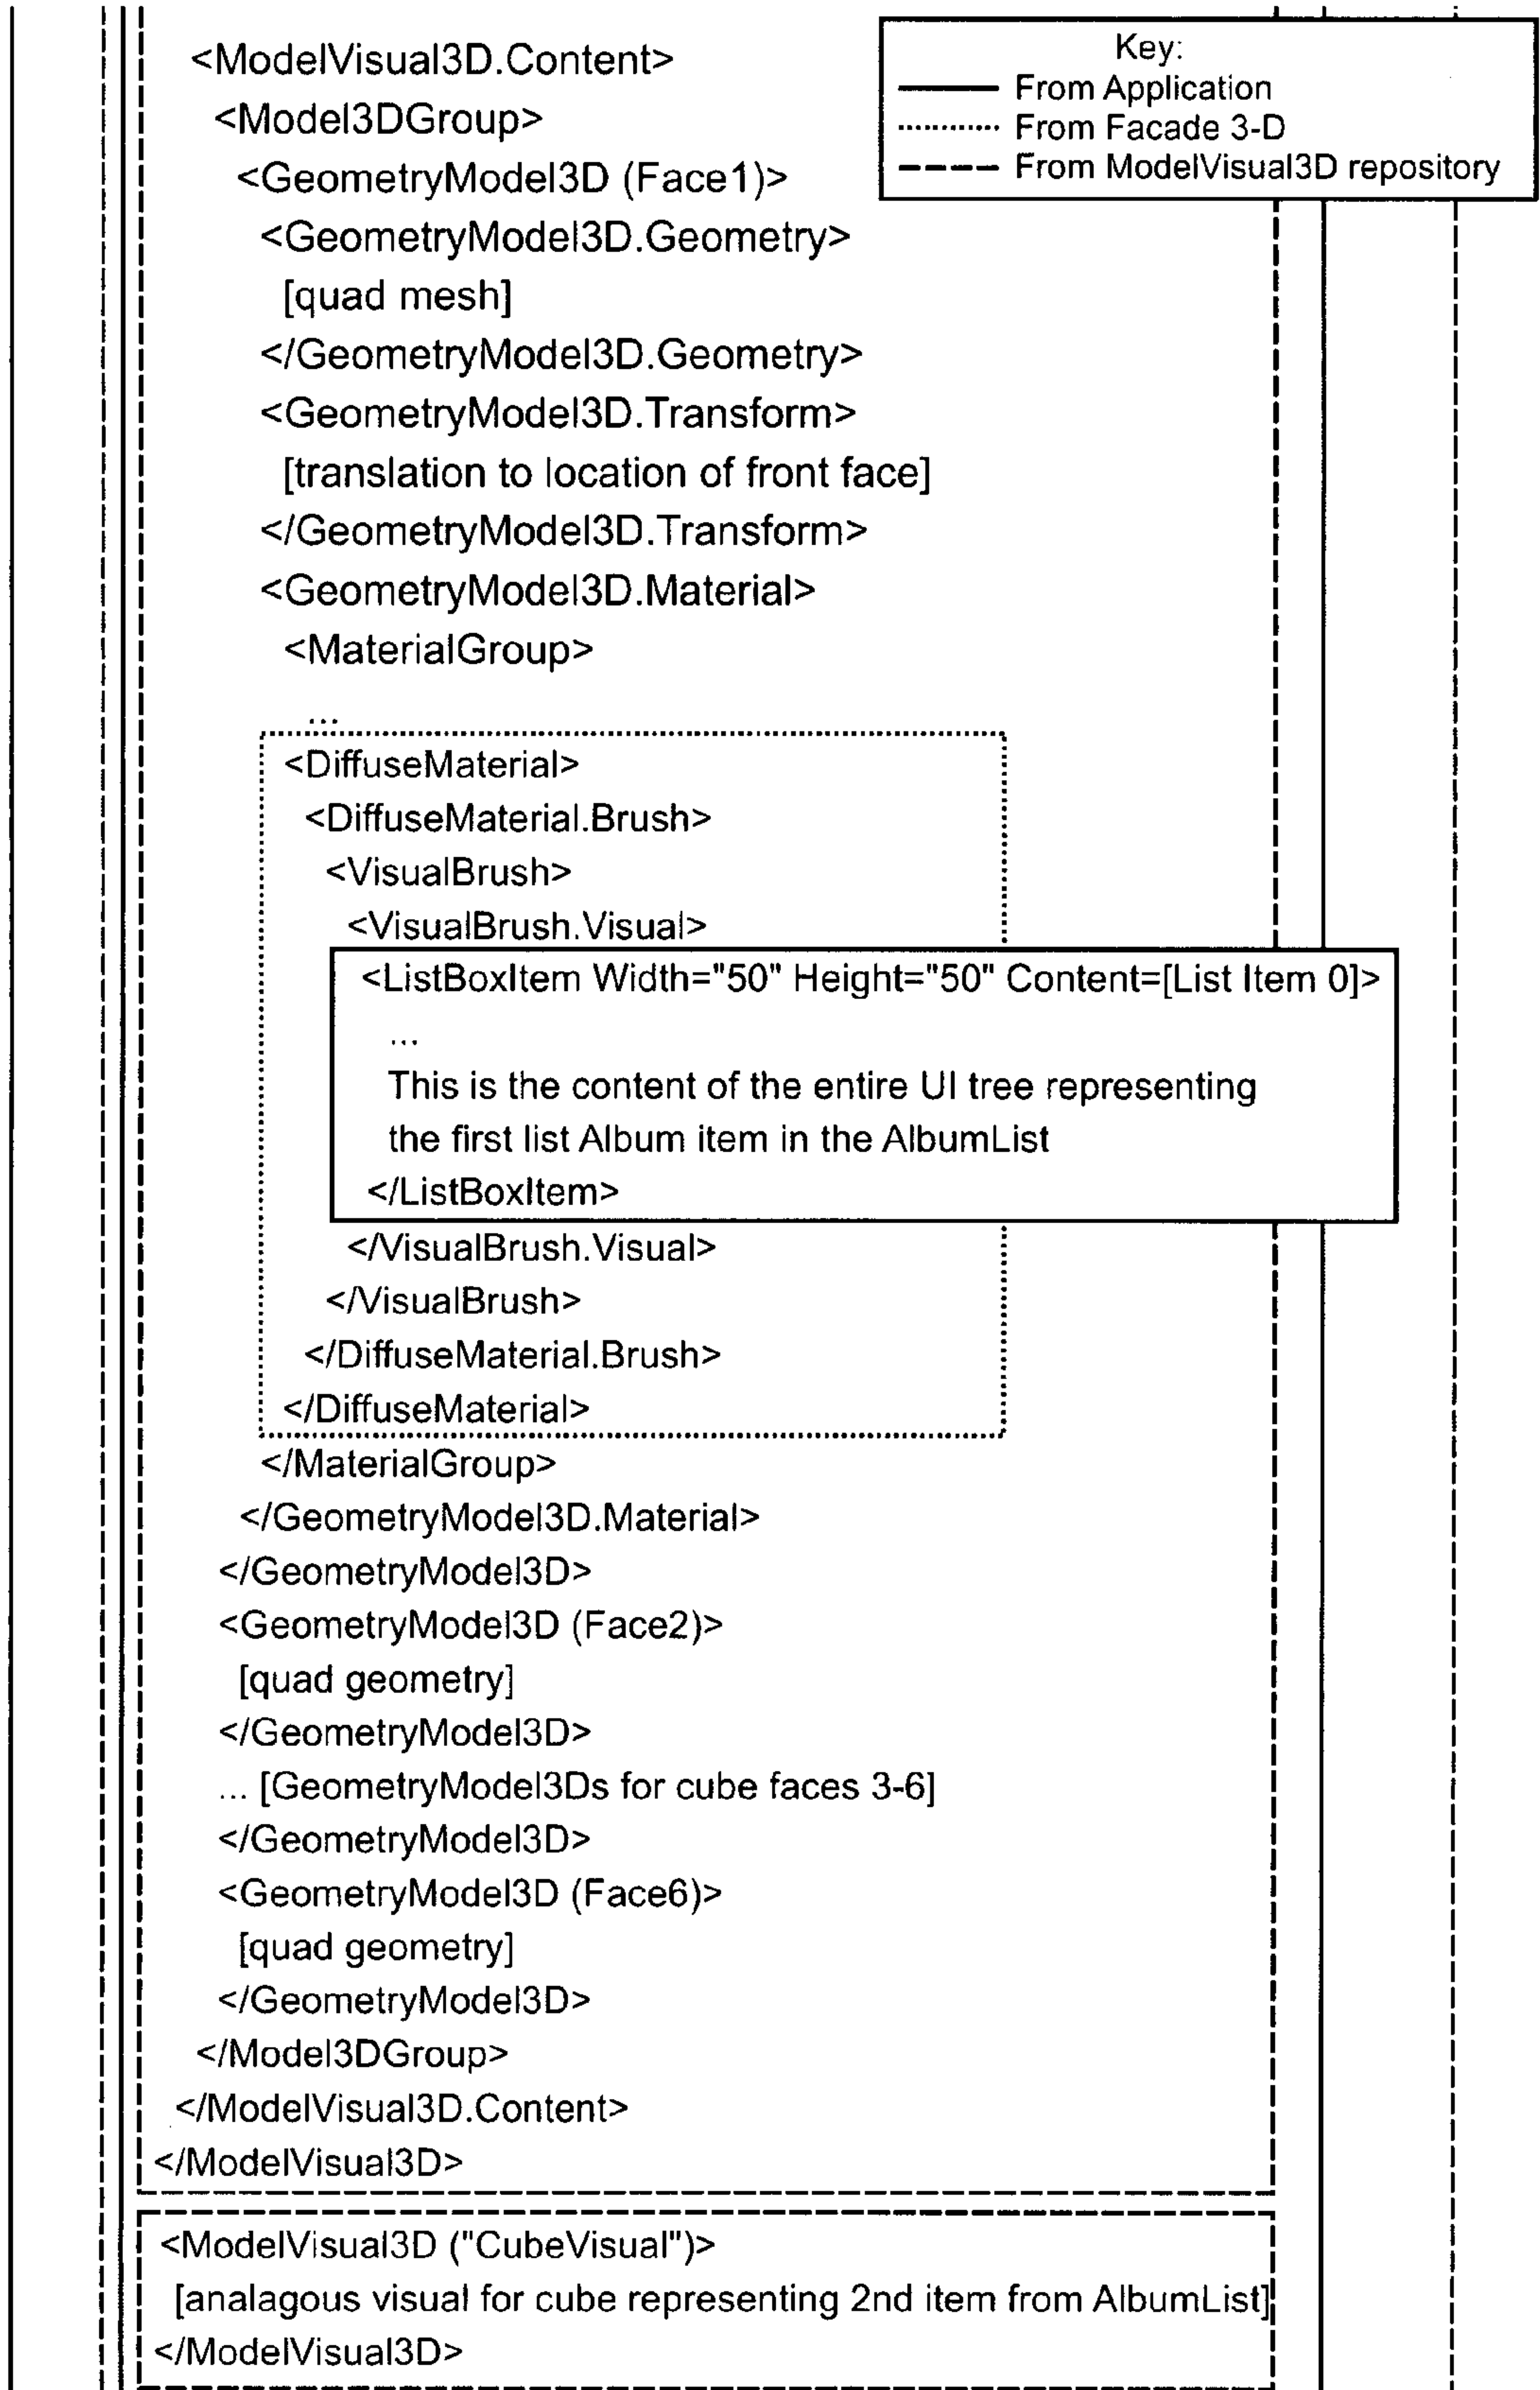 Key:
From Application
From Facade 3-D
From ModelVisual3D repository
<ModelVisual3D.Content>
<Model3DGroup>
<GeometryModel3D (Face1)>
<GeometryModel3D.Geometry>
[quad mesh]
</GeometryModel3D.Geometry>
<GeometryModel3D.Transform>
[translation to location of front face]
</GeometryModel3D.Transform>
<GeometryModel3D.Material>
<MaterialGroup>
...
<DiffuseMaterial>
<DiffuseMaterial.Brush>
<VisualBrush>
<VisualBrush.Visual>
<ListBoxItem Width="50" Height="50" Content=[List Item 0]>
...
This is the content of the entire UI tree representing
the first list Album item in the AlbumList
</ListBoxItem>
</VisualBrush.Visual>
</VisualBrush>
</DiffuseMaterial.Brush>
</DiffuseMaterial>
</MaterialGroup>
</GeometryModel3D.Material>
</GeometryModel3D>
<GeometryModel3D (Face2)>
[quad geometry]
</GeometryModel3D>
... [GeometryModel3Ds for cube faces 3-6]
</GeometryModel3D>
<GeometryModel3D (Face6)>
[quad geometry]
</GeometryModel3D>
</Model3DGroup>
</ModelVisual3D.Content>
</ModelVisual3D>
<ModelVisual3D ("CubeVisual")>
[analagous visual for cube representing 2nd item from AlbumList]
</ModelVisual3D>